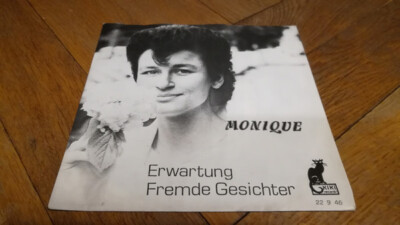 MONIQUE
Erwartung
Fremde Gesichter
22 9 46